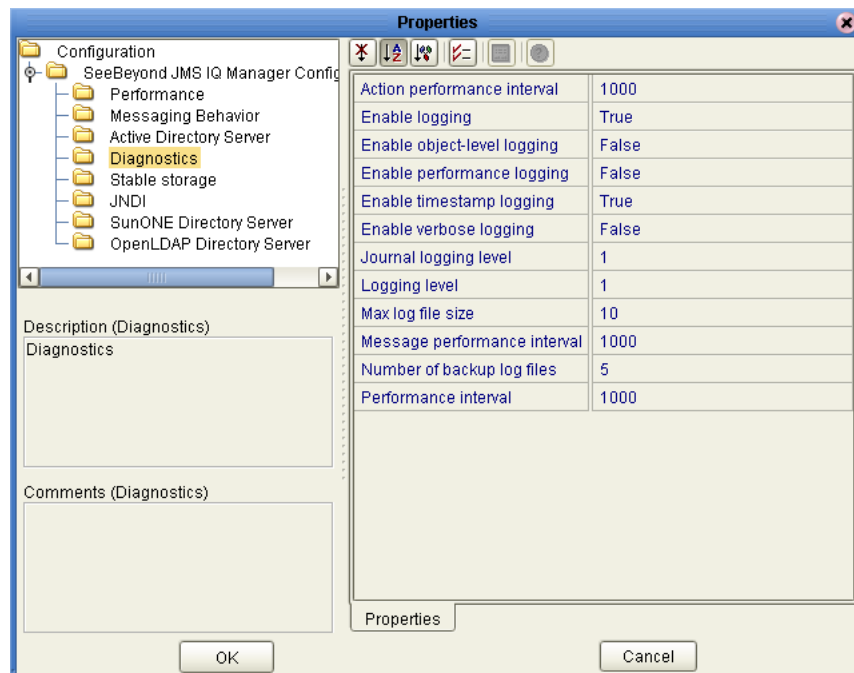 Properties
Configuration
SeeBeyond JMS IQ Manager Config
Performance
Messaging Behavior
Active Directory Server
Diagnostics
Stable storage
JNDI
SunONE Directory Server
OpenLDAP Directory Server
Description (Diagnostics)
Diagnostics
Comments (Diagnostics)
Action performance interval 1000
Enable logging True
Enable object-level logging False
Enable performance logging False
Enable timestamp logging True
Enable verbose logging False
Journal logging level 1
Logging level 1
Max log file size 10
Message performance interval 1000
Number of backup log files 5
Performance interval 1000
Properties
OK
Cancel